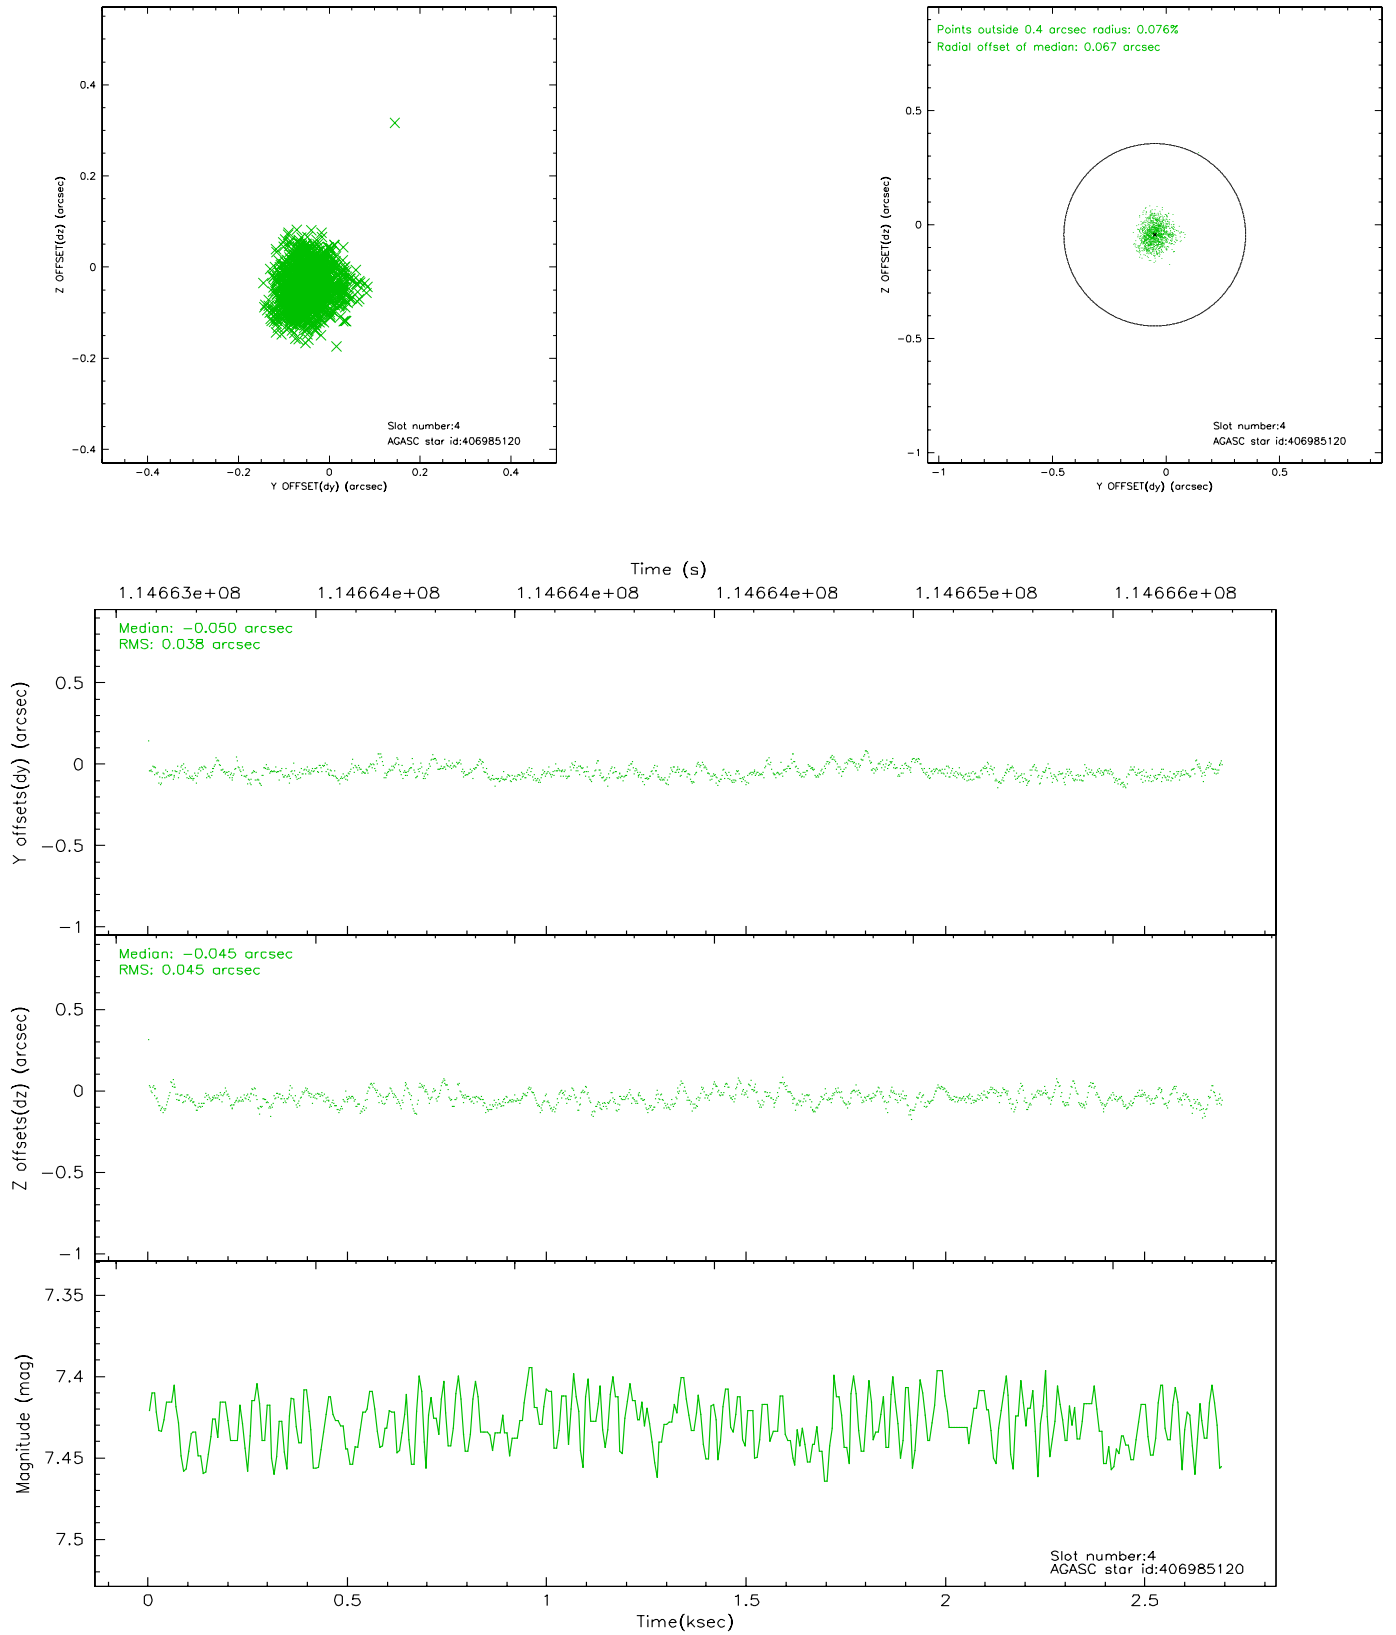 0.4
0.2
0
−0.2
−0.4
Z OFFSET(dz) (arcsec)
Slot number:4
AGASC star id:406985120
−0.4 −0.2 0 0.2 0.4
Y OFFSET(dy) (arcsec)
Points outside 0.4 arcsec radius: 0.076%
Radial offset of median: 0.067 arcsec
0.5
0
−0.5
−1
Z OFFSET(dz) (arcsec)
Slot number:4
AGASC star id:406985120
−1 −0.5 0 0.5
Y OFFSET(dy) (arcsec)
Time (s)
1.14663e+08 1.14664e+08 1.14664e+08 1.14664e+08 1.14665e+08 1.14666e+08
Median: −0.050 arcsec
RMS: 0.038 arcsec
0.5
0
−0.5
−1
Y offsets(dy) (arcsec)
Median: −0.045 arcsec
RMS: 0.045 arcsec
0.5
0
−0.5
−1
Z offsets(dz) (arcsec)
7.35
7.4
7.45
7.5
Magnitude (mag)
Slot number:4
AGASC star id:406985120
0 0.5 1 1.5 2 2.5
Time(ksec)